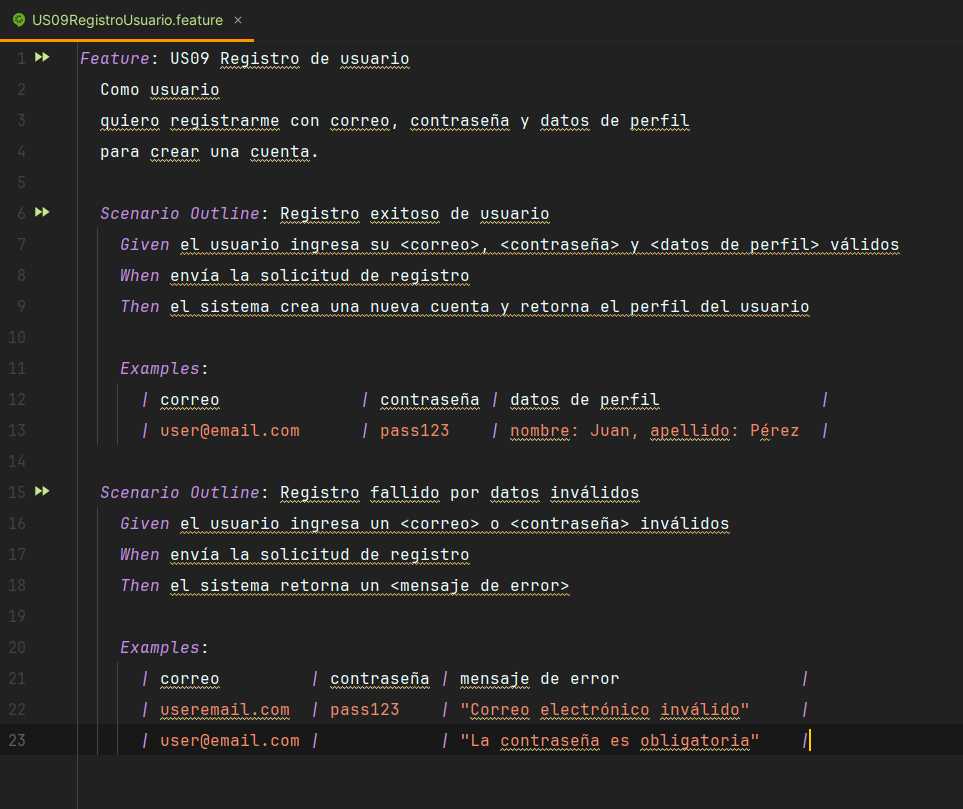 US09RegistroUsuario.feature ×
1 Feature: US09 Registro de usuario
2 Como usuario
3 quiero registrarme con correo, contraseña y datos de perfil
4 para crear una cuenta.
5
6 Scenario Outline: Registro exitoso de usuario
7 Given el usuario ingresa su <correo>, <contraseña> y <datos de perfil> válidos
8 When envía la solicitud de registro
9 Then el sistema crea una nueva cuenta y retorna el perfil del usuario
10
11 Examples:
12 | correo | contraseña | datos de perfil |
13 | user@email.com | pass123 | nombre: Juan, apellido: Pérez |
14
15 Scenario Outline: Registro fallido por datos inválidos
16 Given el usuario ingresa un <correo> o <contraseña> inválidos
17 When envía la solicitud de registro
18 Then el sistema retorna un <mensaje de error>
19
20 Examples:
21 | correo | contraseña | mensaje de error |
22 | useremail.com | pass123 | "Correo electrónico inválido" |
23 | user@email.com | | "La contraseña es obligatoria" |